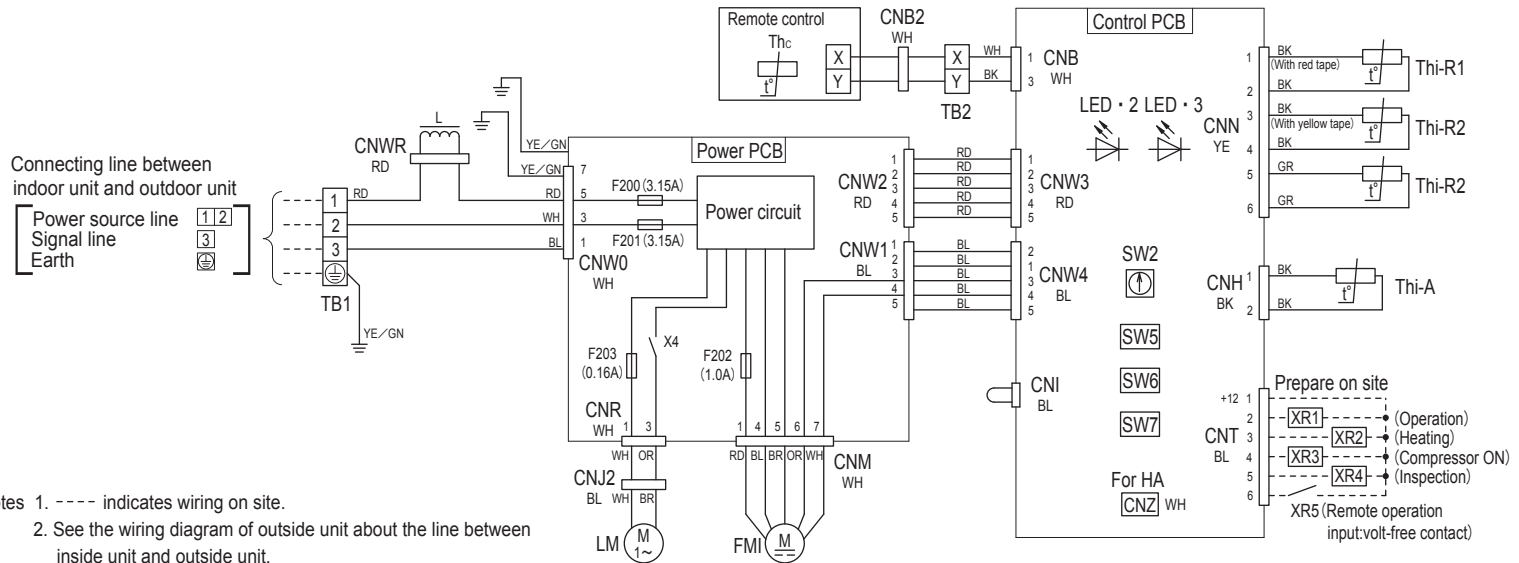 Remote control
Thc
t°
X
Y
CNB2
WH
X
Y
TB2
WH
BK
1
3
CNB
WH
Control PCB
LED・2 LED・3
CNN
YE
1
2
3
4
5
6
BK
(With red tape)
BK
BK
(With yellow tape)
BK
GR
GR
t°
Thi-R1
t°
Thi-R2
t°
Thi-R2
CNH
BK
1
2
BK
BK
t°
Thi-A
Connecting line between
indoor unit and outdoor unit
Power source line 1 2
Signal line 3
Earth
1
2
3
TB1
YE/GN
RD
L
CNWR
RD
YE/GN
YE/GN
RD
WH
BL
7
5
3
1
CNW0
WH
Power PCB
F200(3.15A)
F201(3.15A)
Power circuit
F203
(0.16A)
X4
F202
(1.0A)
CNR
WH
1 3
WH OR
CNJ2
BL
WH BR
LM
M
1~
1 4 5 6 7
RD BL BR OR WH
CNM
WH
FMI
M
CNW2
RD
1
2
3
4
5
RD
RD
RD
RD
RD
1
2
3
4
5
CNW3
RD
CNW1
BL
1
2
3
4
5
BL
BL
BL
BL
BL
2
1
3
4
5
CNW4
BL
CNI
BL
SW2
SW5
SW6
SW7
For HA
CNZ WH
Prepare on site
CNT
BL
+12 1
2
3
4
5
6
XR1 (Operation)
XR2 (Heating)
XR3 (Compressor ON)
XR4 (Inspection)
XR5(Remote operation
input:volt-free contact)
otes 1. ---- indicates wiring on site.
2. See the wiring diagram of outside unit about the line between
inside unit and outside unit.